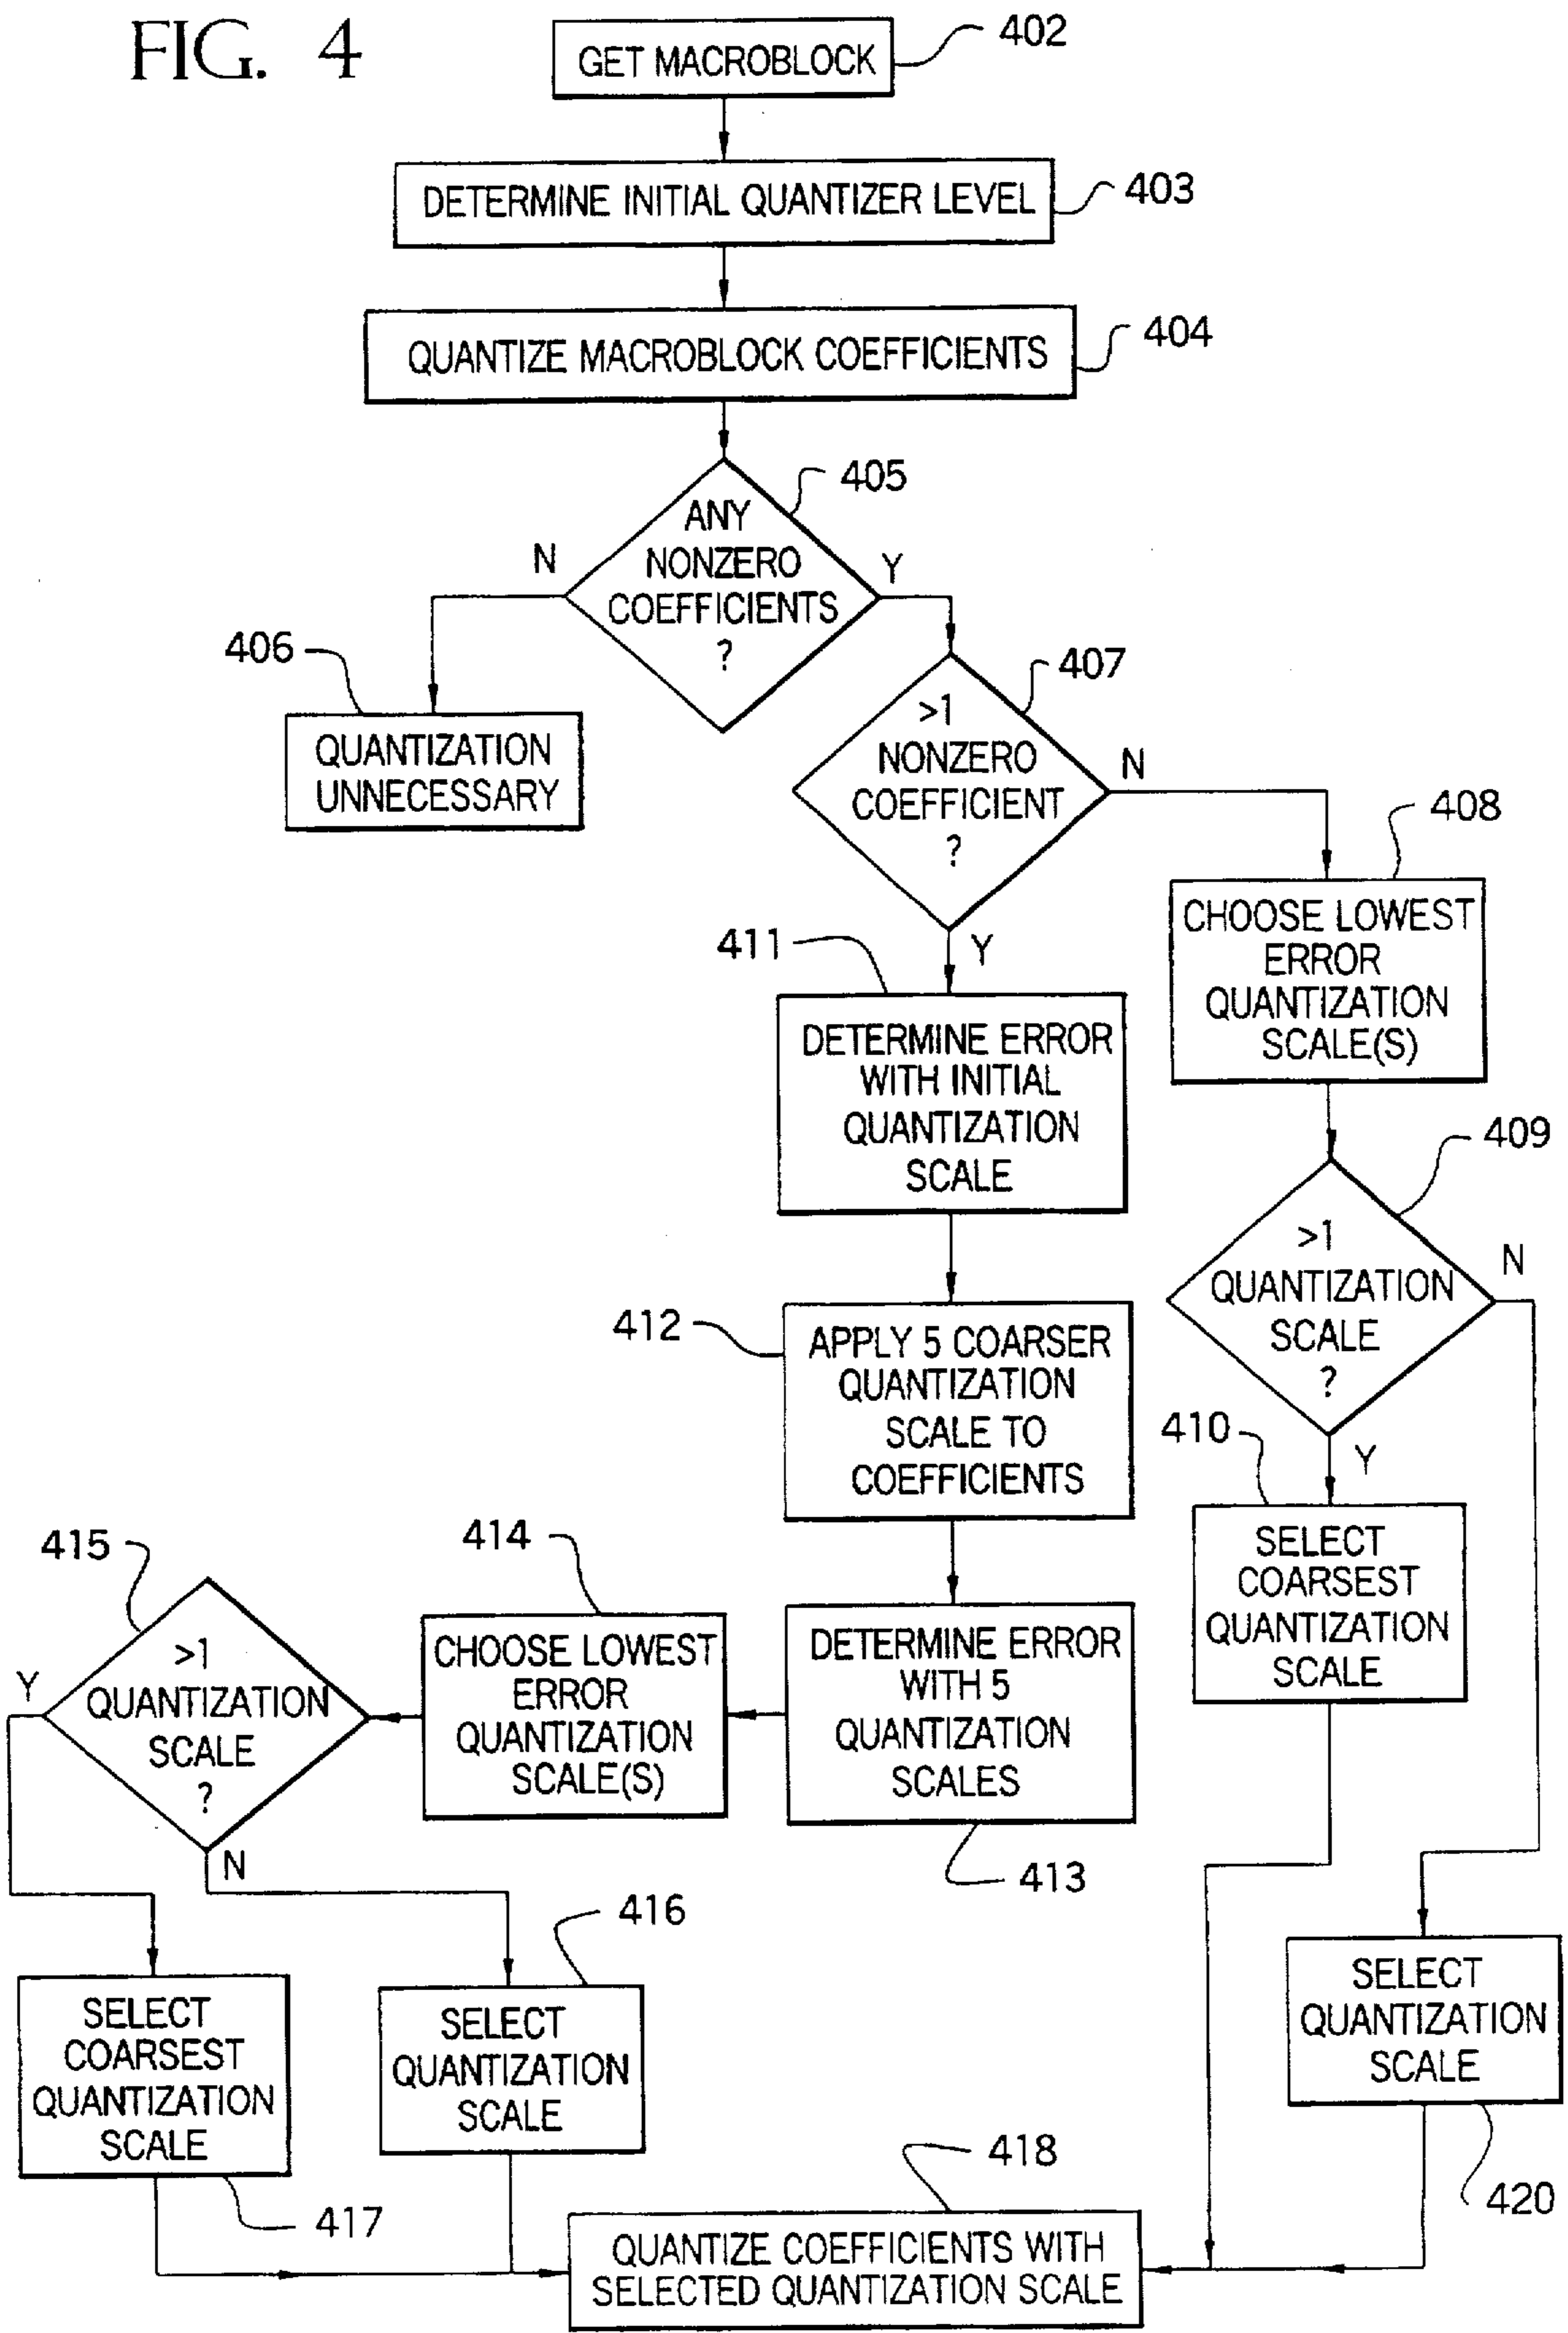 FIG. 4
GET MACROBLOCK
402
DETERMINE INITIAL QUANTIZER LEVEL
403
QUANTIZE MACROBLOCK COEFFICIENTS
404
405
ANY
NONZERO
COEFFICIENTS
?
N
Y
406
QUANTIZATION
UNNECESSARY
407
>1
NONZERO
COEFFICIENT
?
N
Y
408
CHOOSE LOWEST
ERROR
QUANTIZATION
SCALE(S)
411
DETERMINE ERROR
WITH INITIAL
QUANTIZATION
SCALE
409
>1
QUANTIZATION
SCALE
?
N
Y
412
APPLY 5 COARSER
QUANTIZATION
SCALE TO
COEFFICIENTS
410
SELECT
COARSEST
QUANTIZATION
SCALE
415
>1
QUANTIZATION
SCALE
?
Y
N
414
CHOOSE LOWEST
ERROR
QUANTIZATION
SCALE(S)
DETERMINE ERROR
WITH 5
QUANTIZATION
SCALES
413
416
SELECT
COARSEST
QUANTIZATION
SCALE
417
SELECT
QUANTIZATION
SCALE
SELECT
QUANTIZATION
SCALE
420
418
QUANTIZE COEFFICIENTS WITH
SELECTED QUANTIZATION SCALE